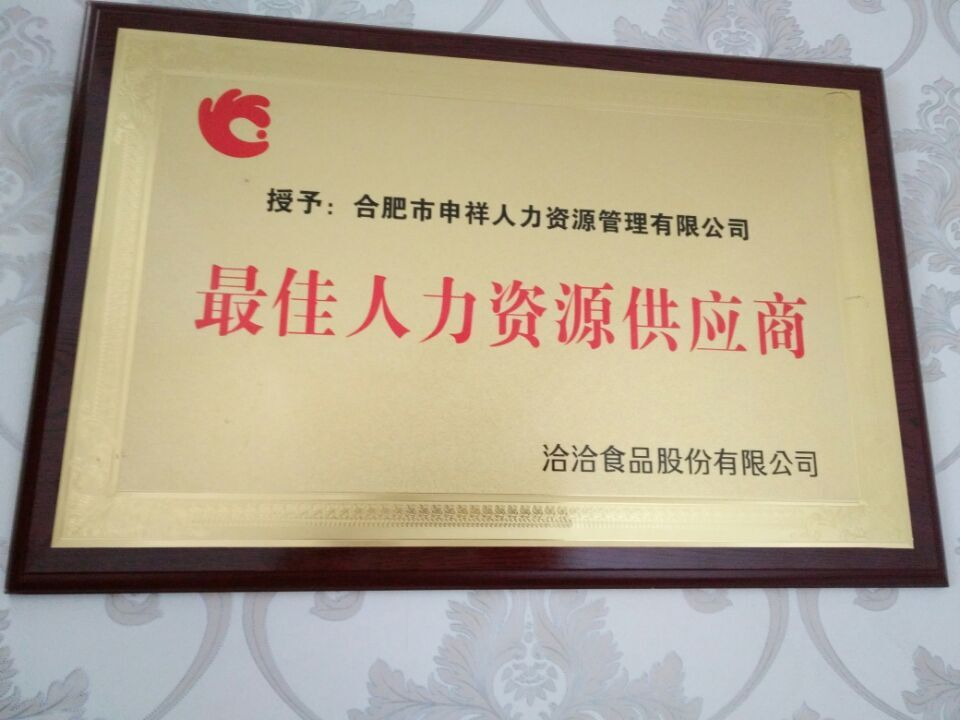 授予：合肥市申祥人力资源管理有限公司
最佳人力资源供应商
洽洽食品股份有限公司